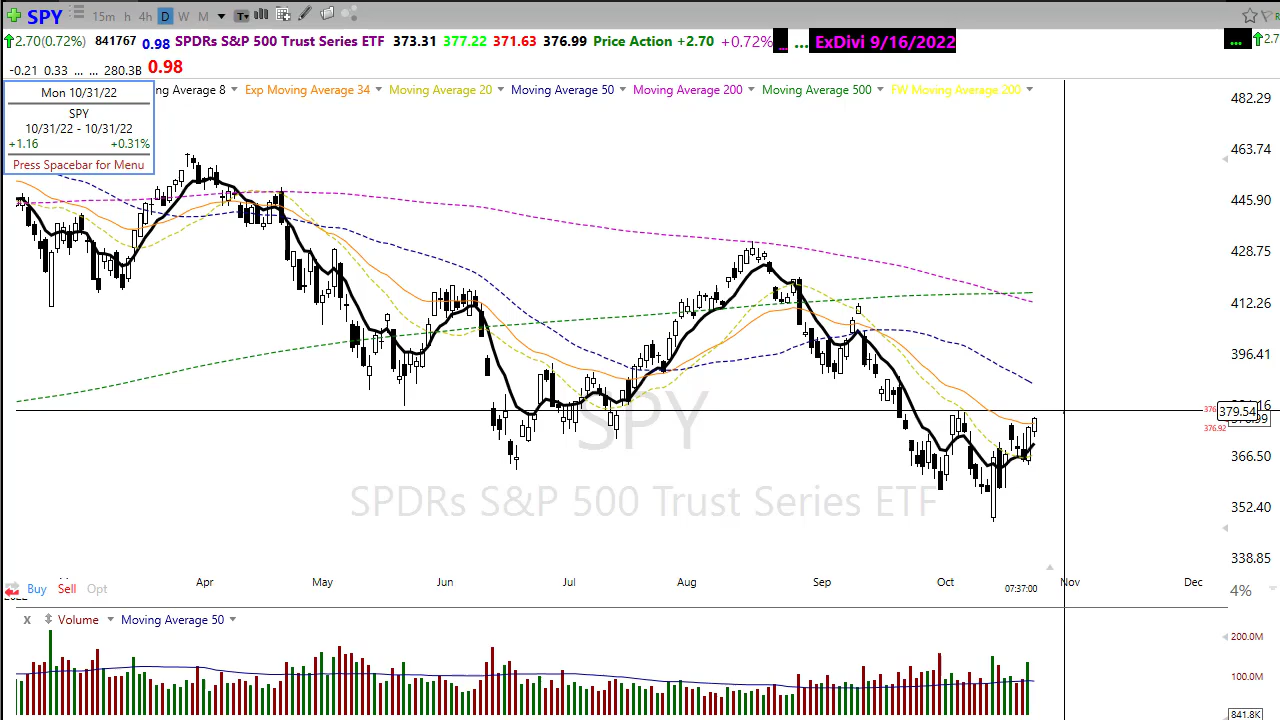 SPY 15m h 4h D W M T
2.70(0.72%) 841767 0.98 SPDRs S&P 500 Trust Series ETF 373.31 377.22 371.63 376.99 Price Action +2.70 +0.72% ... ... ExDivi 9/16/2022 ... 2.7
-0.21 0.33 ... ... 280.3B 0.98
Mon 10/31/22
SPY
10/31/22 - 10/31/22
+1.16 +0.31%
Press Spacebar for Menu
ng Average 8 Exp Moving Average 34 Moving Average 20 Moving Average 50 Moving Average 200 Moving Average 500 FW Moving Average 200
482.29
463.74
445.90
428.75
412.26
396.41
376 379.54
376.92
366.50
352.40
338.85
SPY
SPDRs S&P 500 Trust Series ETF
Apr May Jun Jul Aug Sep Oct Nov Dec
Buy Sell Opt
07:37:00
4%
X Volume Moving Average 50
200.0M
100.0M
841.8K